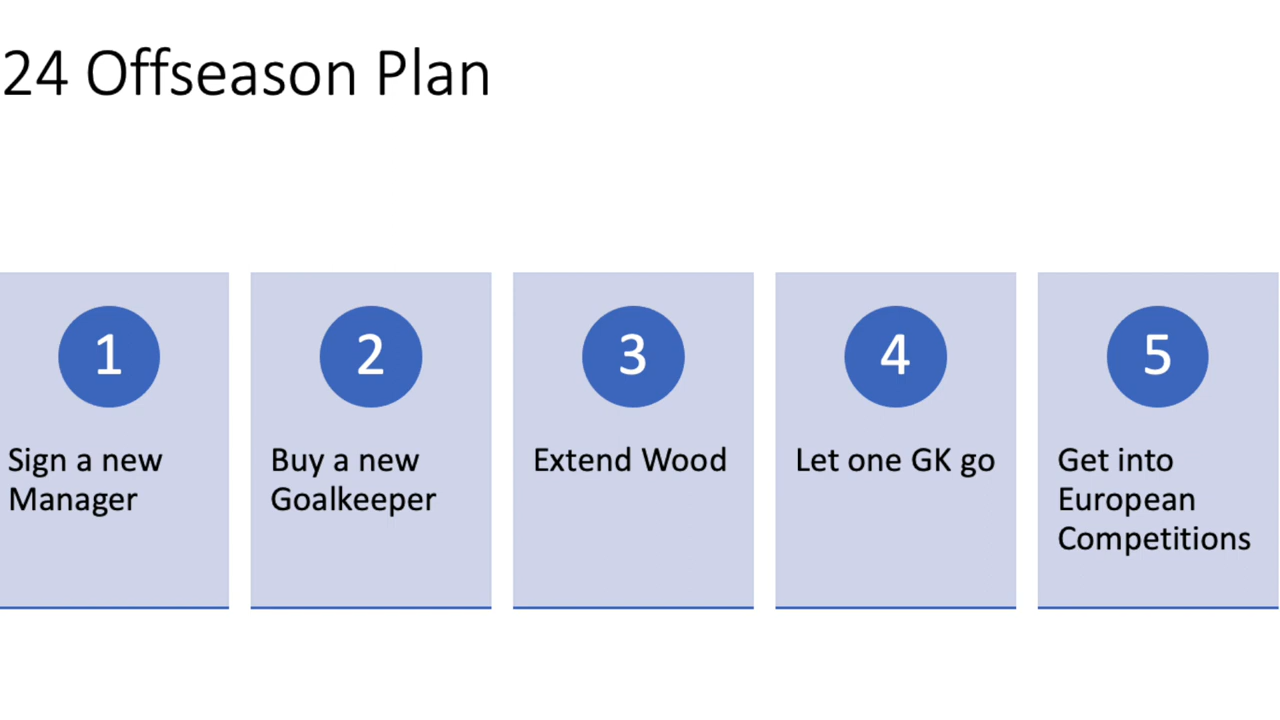 24 Offseason Plan
1
Sign a new
Manager
2
Buy a new
Goalkeeper
3
Extend Wood
4
Let one GK go
5
Get into
European
Competitions